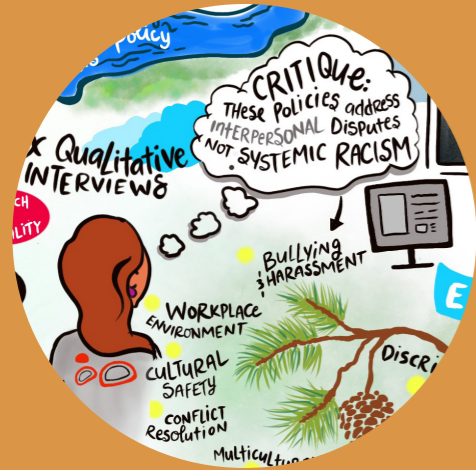 policy
CRITIQUE:
THese Policies address
INTERPERSONAL Disputes
NOT SYSTEMIC RACISM
Qualitative
INTERVIEWS
BULLYING
& HARASSMENT
WORKPLACE
ENVIRONMENT
CULTURAL
SAFETY
CONFLICT
Resolution